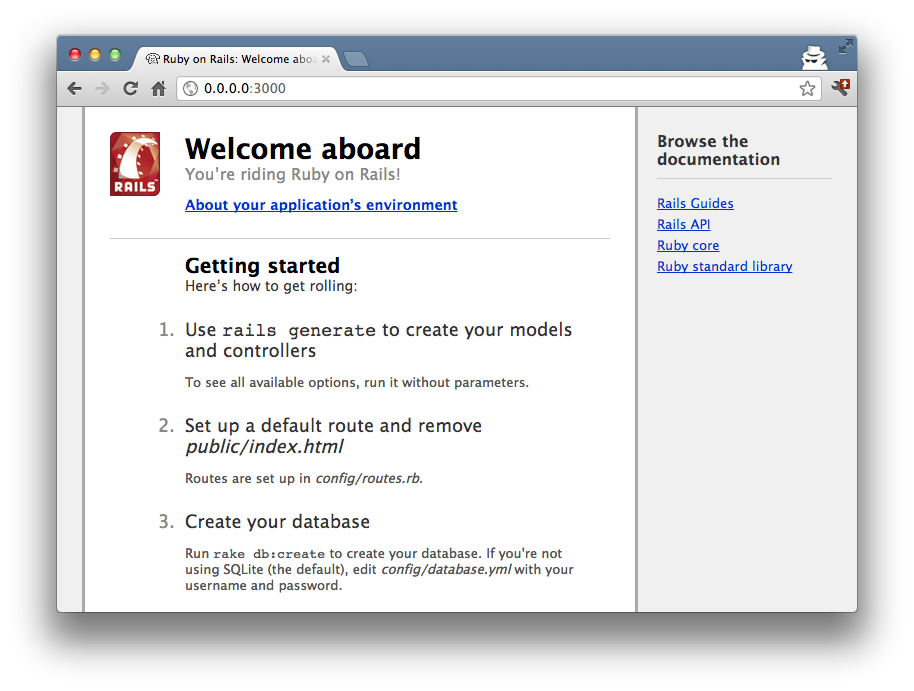 Ruby on Rails: Welcome aboa
0.0.0.0:3000
RAILS
Welcome aboard
You’re riding Ruby on Rails!
About your application’s environment
Getting started
Here’s how to get rolling:
1. Use rails generate to create your models
and controllers
To see all available options, run it without parameters.
2. Set up a default route and remove
public/index.html
Routes are set up in config/routes.rb.
3. Create your database
Run rake db:create to create your database. If you're not
using SQLite (the default), edit config/database.yml with your
username and password.
Browse the
documentation
Rails Guides
Rails API
Ruby core
Ruby standard library